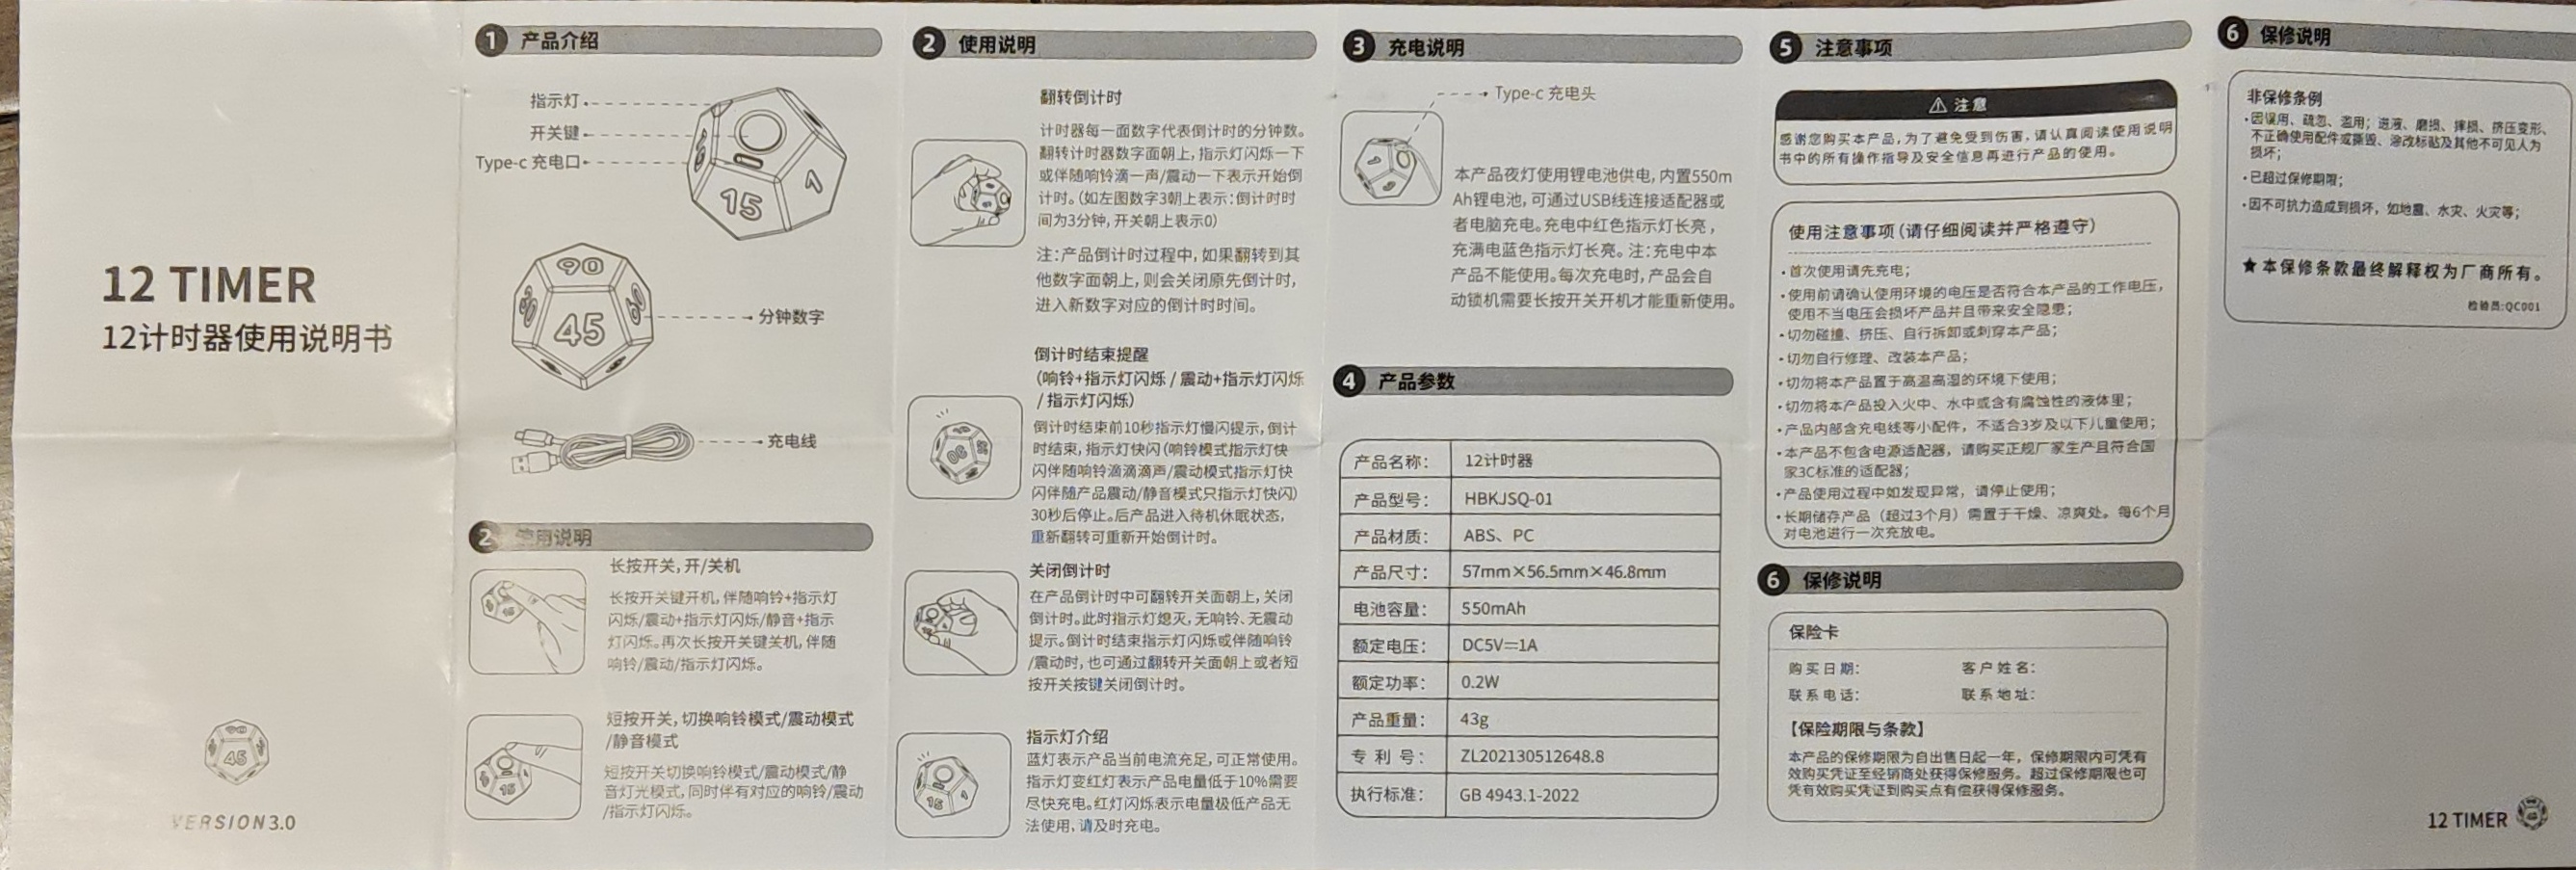 12 TIMER
12计时器使用说明书
45
VERSION3.0
1 产品介绍
指示灯
开关键
Type-c 充电口
15
1
90
45
60
分钟数字
充电线
2 使用说明
长按开关,开/关机
长按开关键开机,伴随响铃+指示灯
闪烁/震动+指示灯闪烁/静音+指示
灯闪烁。再次长按开关键关机,伴随
响铃/震动/指示灯闪烁。
短按开关,切换响铃模式/震动模式
/静音模式
短按开关切换响铃模式/震动模式/静
音灯光模式,同时伴有对应的响铃/震动
/指示灯闪烁。
2 使用说明
翻转倒计时
计时器每一面数字代表倒计时的分钟数。
翻转计时器数字面朝上,指示灯闪烁一下
或伴随响铃滴一声/震动一下表示开始倒
计时。(如左图数字3朝上表示:倒计时时
间为3分钟,开关朝上表示0)
注:产品倒计时过程中,如果翻转到其
他数字面朝上,则会关闭原先倒计时,
进入新数字对应的倒计时时间。
倒计时结束提醒
(响铃+指示灯闪烁 / 震动+指示灯闪烁
/ 指示灯闪烁)
倒计时结束前10秒指示灯慢闪提示,倒计
时结束,指示灯快闪(响铃模式指示灯快
闪伴随响铃滴滴滴声/震动模式指示灯快
闪伴随产品震动/静音模式只指示灯快闪)
30秒后停止。后产品进入待机休眠状态,
重新翻转可重新开始倒计时。
关闭倒计时
在产品倒计时中可翻转开关面朝上,关闭
倒计时。此时指示灯熄灭,无响铃、无震动
提示。倒计时结束指示灯闪烁或伴随响铃
/震动时,也可通过翻转开关面朝上或者短
按开关按键关闭倒计时。
指示灯介绍
蓝灯表示产品当前电流充足,可正常使用。
指示灯变红灯表示产品电量低于10%需要
尽快充电。红灯闪烁表示电量极低产品无
法使用,请及时充电。
3 充电说明
Type-c 充电头
本产品夜灯使用锂电池供电,内置550m
Ah锂电池,可通过USB线连接适配器或
者电脑充电。充电中红色指示灯长亮,
充满电蓝色指示灯长亮。注:充电中本
产品不能使用。每次充电时,产品会自
动锁机需要长按开关开机才能重新使用。
4 产品参数
产品名称: 12计时器
产品型号: HBKJSQ-01
产品材质: ABS、PC
产品尺寸: 57mm×56.5mm×46.8mm
电池容量: 550mAh
额定电压: DC5V⎓1A
额定功率: 0.2W
产品重量: 43g
专 利 号: ZL202130512648.8
执行标准: GB 4943.1-2022
5 注意事项
⚠ 注意
感谢您购买本产品,为了避免受到伤害,请认真阅读使用说明
书中的所有操作指导及安全信息再进行产品的使用。
使用注意事项(请仔细阅读并严格遵守)
·首次使用请先充电;
·使用前请确认使用环境的电压是否符合本产品的工作电压,
使用不当电压会损坏产品并且带来安全隐患;
·切勿碰撞、挤压、自行拆卸或刺穿本产品;
·切勿自行修理、改装本产品;
·切勿将本产品置于高温高湿的环境下使用;
·切勿将本产品投入火中、水中或含有腐蚀性的液体里;
·产品内部含充电线等小配件,不适合3岁及以下儿童使用;
·本产品不包含电源适配器,请购买正规厂家生产且符合国
家3C标准的适配器;
·产品使用过程中如发现异常,请停止使用;
·长期储存产品(超过3个月)需置于干燥、凉爽处。每6个月
对电池进行一次充放电。
6 保修说明
保险卡
购买日期: 客户姓名:
联系电话: 联系地址:
【保险期限与条款】
本产品的保修期限为自出售日起一年,保修期限内可凭有
效购买凭证至经销商处获得保修服务。超过保修期限也可
凭有效购买凭证到购买点有偿获得保修服务。
6 保修说明
非保修条例
·因误用、疏忽、滥用;进液、磨损、摔损、挤压变形、
不正确使用配件或撕毁、涂改标贴及其他不可见人为
损坏;
·已超过保修期限;
·因不可抗力造成到损坏,如地震、水灾、火灾等;
★本保修条款最终解释权为厂商所有。
检验员:QC001
12 TIMER